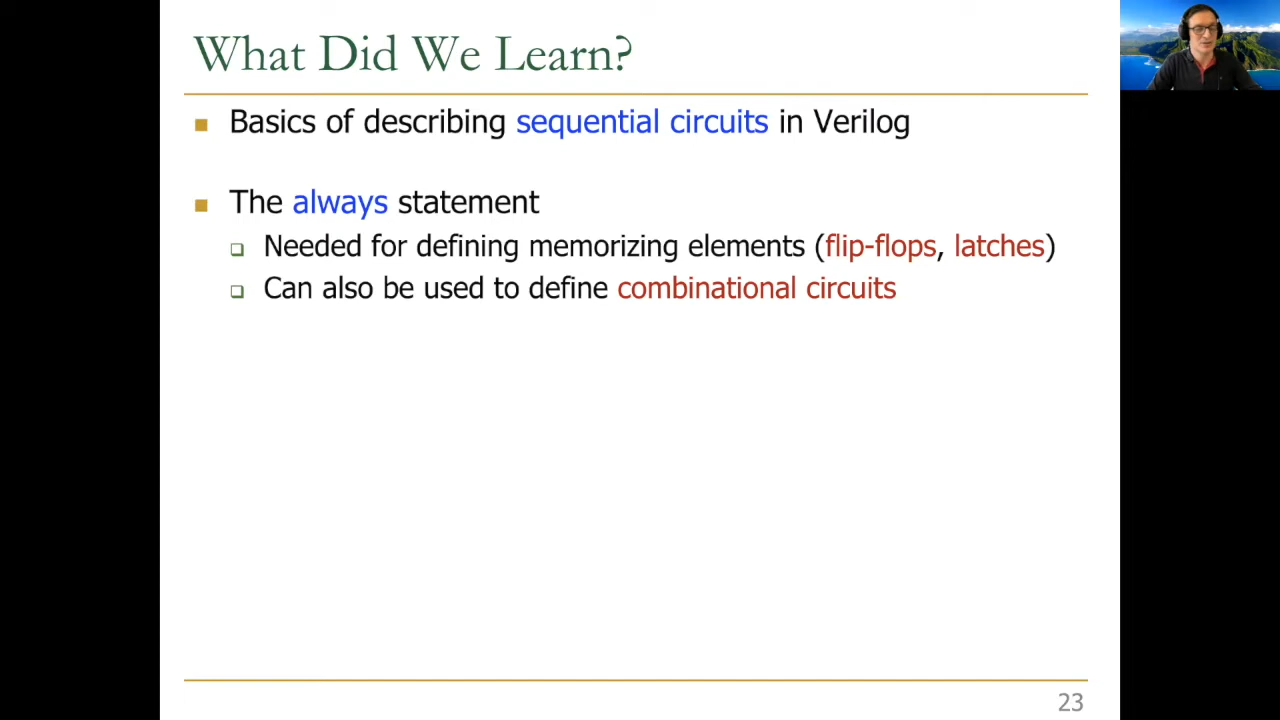 What Did We Learn?
Basics of describing sequential circuits in Verilog
The always statement
Needed for defining memorizing elements (flip-flops, latches)
Can also be used to define combinational circuits
23